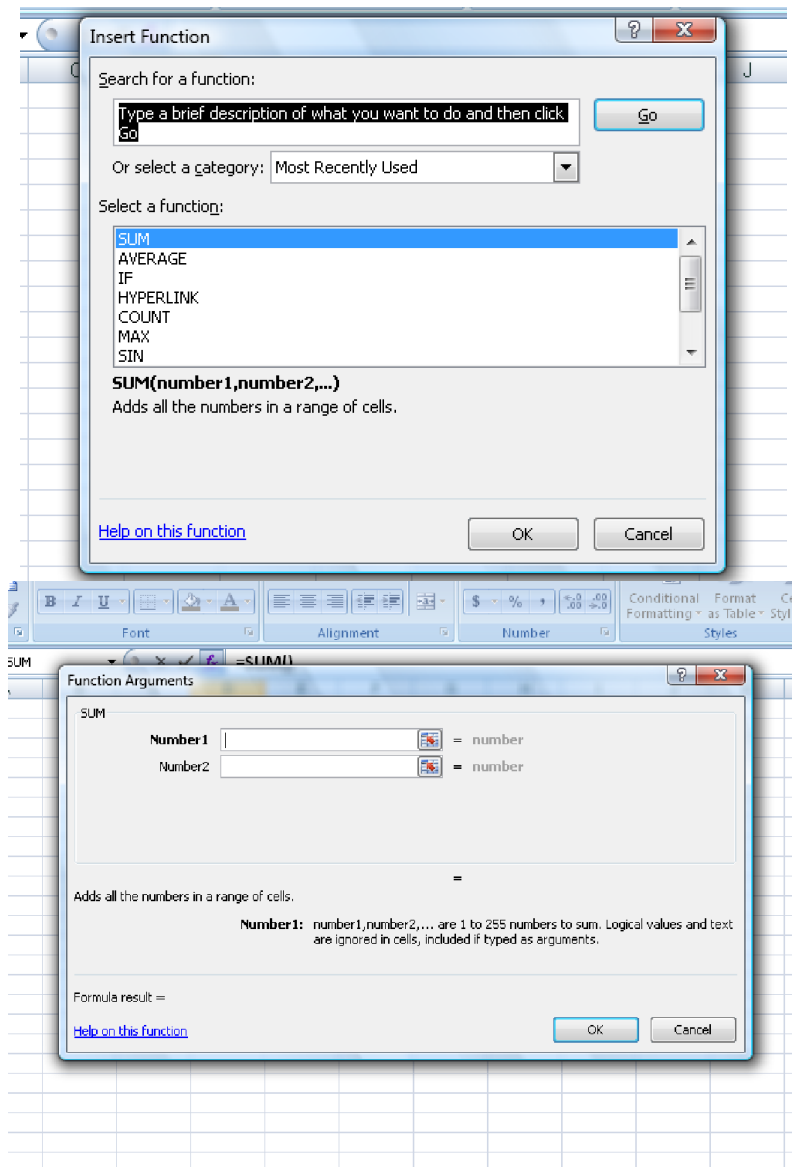 Insert Function
J
Search for a function:
Type a brief description of what you want to do and then click
Go
Go
Or select a category: Most Recently Used
Select a function:
SUM
AVERAGE
IF
HYPERLINK
COUNT
MAX
SIN
SUM(number1,number2,...)
Adds all the numbers in a range of cells.
Help on this function
OK
Cancel
B I U A $ % , .0 .00 .00 .0
Conditional Format
Formatting as Table
Font
Alignment
Number
Styles
SUM
fx =SUM()
Function Arguments
SUM
Number1 = number
Number2 = number
=
Adds all the numbers in a range of cells.
Number1: number1,number2,... are 1 to 255 numbers to sum. Logical values and text
are ignored in cells, included if typed as arguments.
Formula result =
Help on this function
OK
Cancel